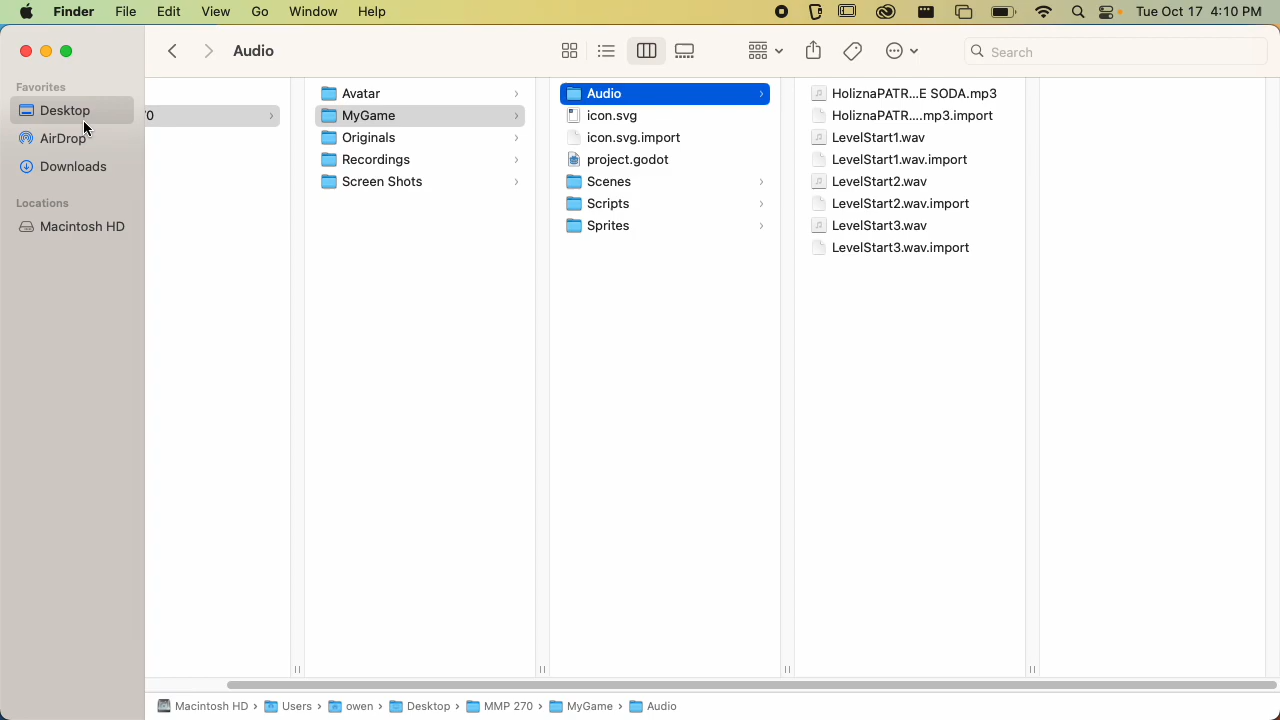 Finder File Edit View Go Window Help Tue Oct 17 4:10 PM
Audio Search
Favorites
Desktop
AirDrop
Downloads
Locations
Macintosh HD
70
Avatar
MyGame
Originals
Recordings
Screen Shots
Audio
icon.svg
icon.svg.import
project.godot
Scenes
Scripts
Sprites
HoliznaPATR...E SODA.mp3
HoliznaPATR....mp3.import
LevelStart1.wav
LevelStart1.wav.import
LevelStart2.wav
LevelStart2.wav.import
LevelStart3.wav
LevelStart3.wav.import
Macintosh HD › Users › owen › Desktop › MMP 270 › MyGame › Audio